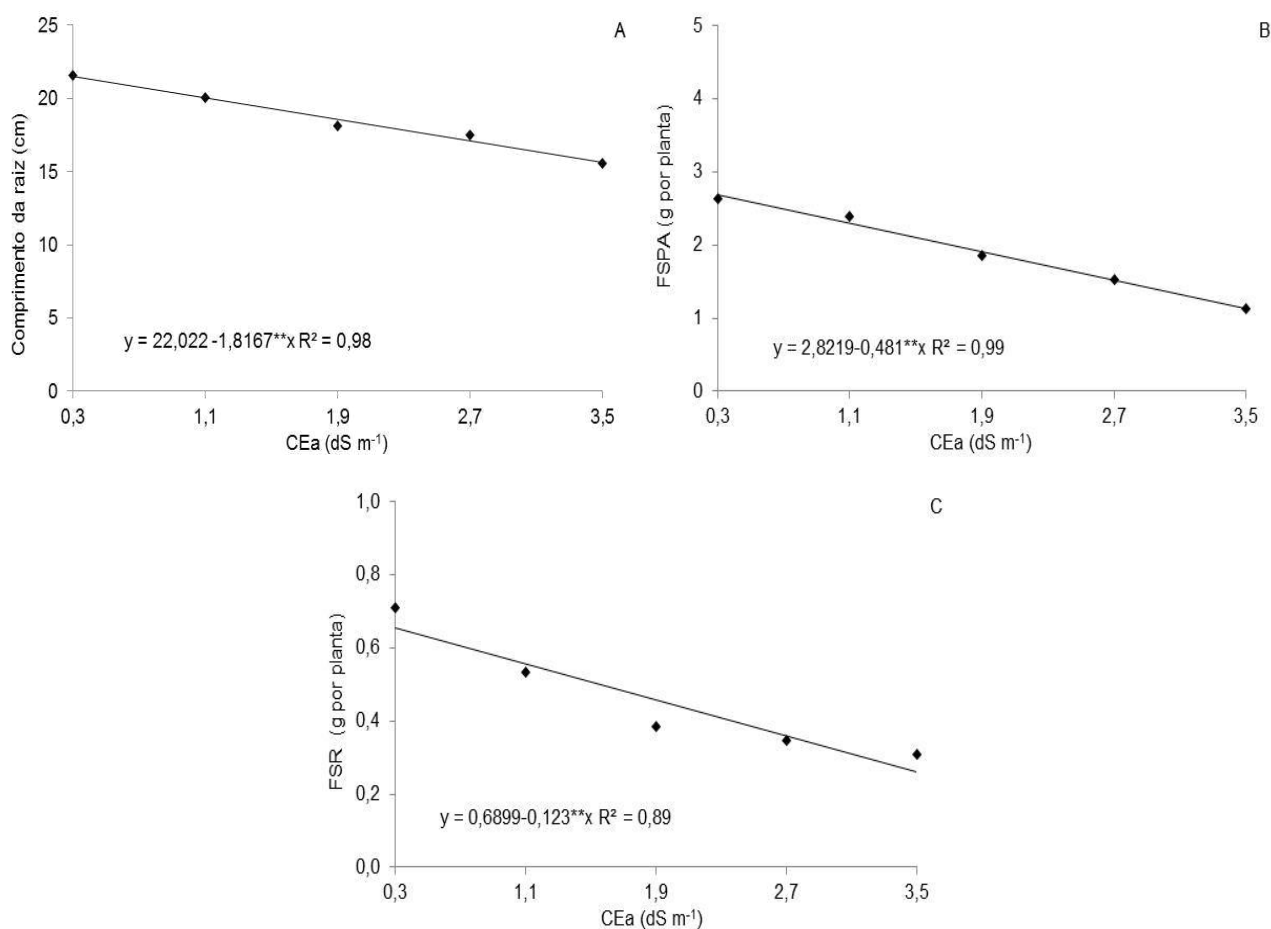 A
Comprimento da raiz (cm)
25
20
15
10
5
0
y = 22,022 -1,8167**x R² = 0,98
0,3 1,1 1,9 2,7 3,5
CEa (dS m⁻¹)
B
FSPA (g por planta)
5
4
3
2
1
0
y = 2,8219-0,481**x R² = 0,99
0,3 1,1 1,9 2,7 3,5
CEa (dS m⁻¹)
C
FSR (g por planta)
1,0
0,8
0,6
0,4
0,2
0,0
y = 0,6899-0,123**x R² = 0,89
0,3 1,1 1,9 2,7 3,5
CEa (dS m⁻¹)